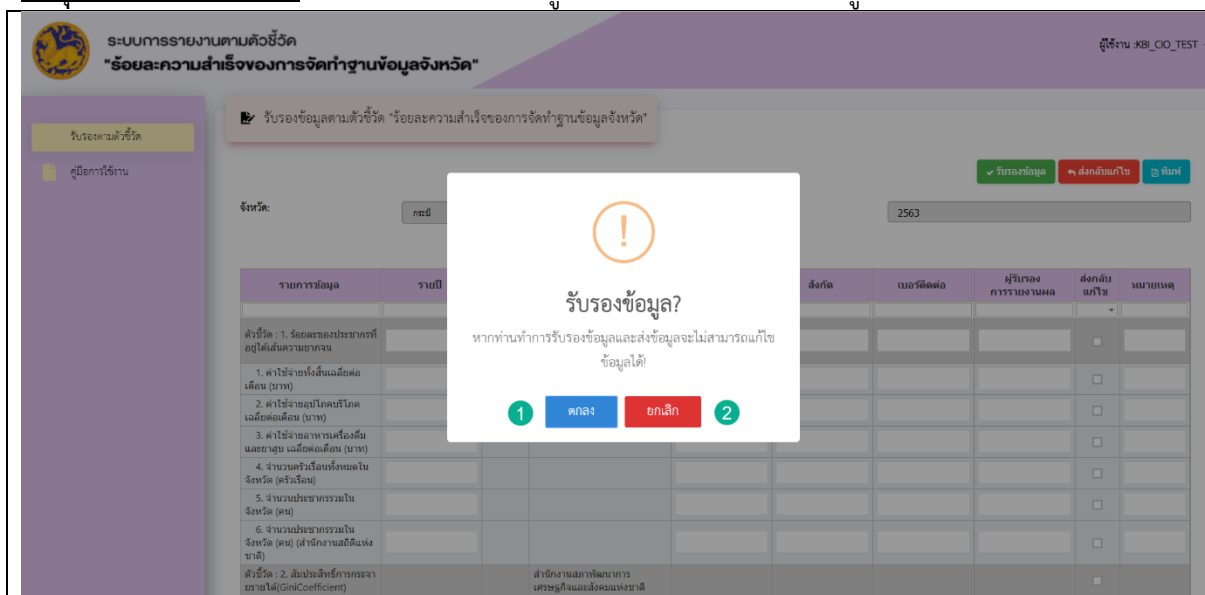 ระบบการรายงานตามตัวชี้วัด
"ร้อยละความสำเร็จของการจัดทำฐานข้อมูลจังหวัด"
ผู้ใช้งาน :KBI_CIO_TEST
รับรองตามตัวชี้วัด
คู่มือการใช้งาน
รับรองข้อมูลตามตัวชี้วัด "ร้อยละความสำเร็จของการจัดทำฐานข้อมูลจังหวัด"
รับรองข้อมูล ส่งกลับแก้ไข พิมพ์
จังหวัด: กระบี่ 2563
รายการข้อมูล รายปี สังกัด เบอร์ติดต่อ ผู้รับรองการรายงานผล ส่งกลับแก้ไข หมายเหตุ
ตัวชี้วัด : 1. ร้อยละของประชากรที่
อยู่ใต้เส้นความยากจน
1. ค่าใช้จ่ายทั้งสิ้นเฉลี่ยต่อ
เดือน (บาท)
2. ค่าใช้จ่ายอุปโภคบริโภค
เฉลี่ยต่อเดือน (บาท)
3. ค่าใช้จ่ายอาหารเครื่องดื่ม
และยาสูบ เฉลี่ยต่อเดือน (บาท)
4. จำนวนครัวเรือนทั้งหมดใน
จังหวัด (ครัวเรือน)
5. จำนวนประชากรรวมใน
จังหวัด (คน)
6. จำนวนประชากรรวมใน
จังหวัด (คน) (สำนักงานสถิติแห่ง
ชาติ)
ตัวชี้วัด : 2. สัมประสิทธิ์การกระจา
ยรายได้(GiniCoefficient)
สำนักงานสภาพัฒนาการ
เศรษฐกิจและสังคมแห่งชาติ
!
รับรองข้อมูล?
หากท่านทำการรับรองข้อมูลและส่งข้อมูลจะไม่สามารถแก้ไข
ข้อมูลได้!
1 ตกลง ยกเลิก 2